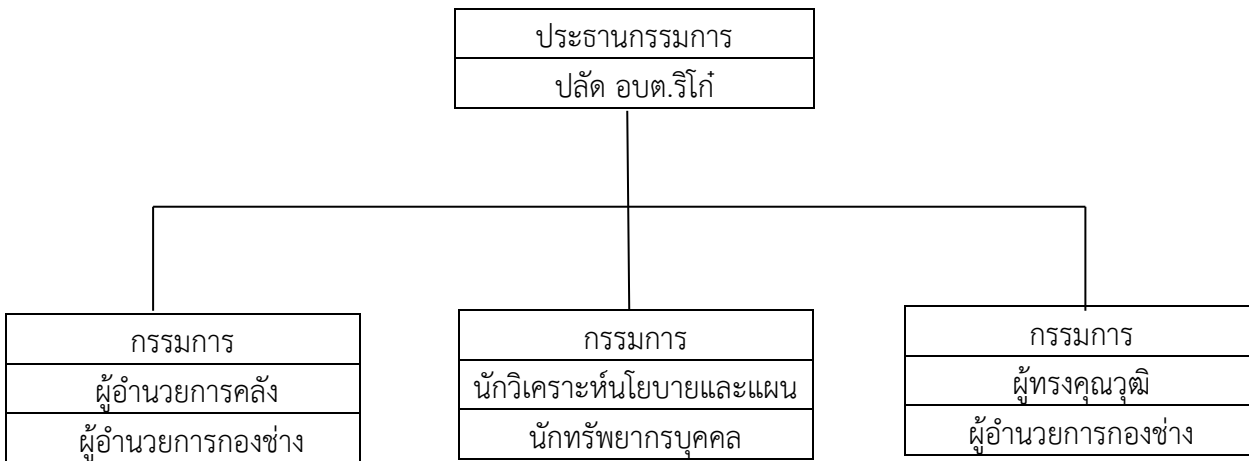 ประธานกรรมการ
ปลัด อบต.ริโก๋
กรรมการ
ผู้อำนวยการคลัง
ผู้อำนวยการกองช่าง
กรรมการ
นักวิเคราะห์นโยบายและแผน
นักทรัพยากรบุคคล
กรรมการ
ผู้ทรงคุณวุฒิ
ผู้อำนวยการกองช่าง